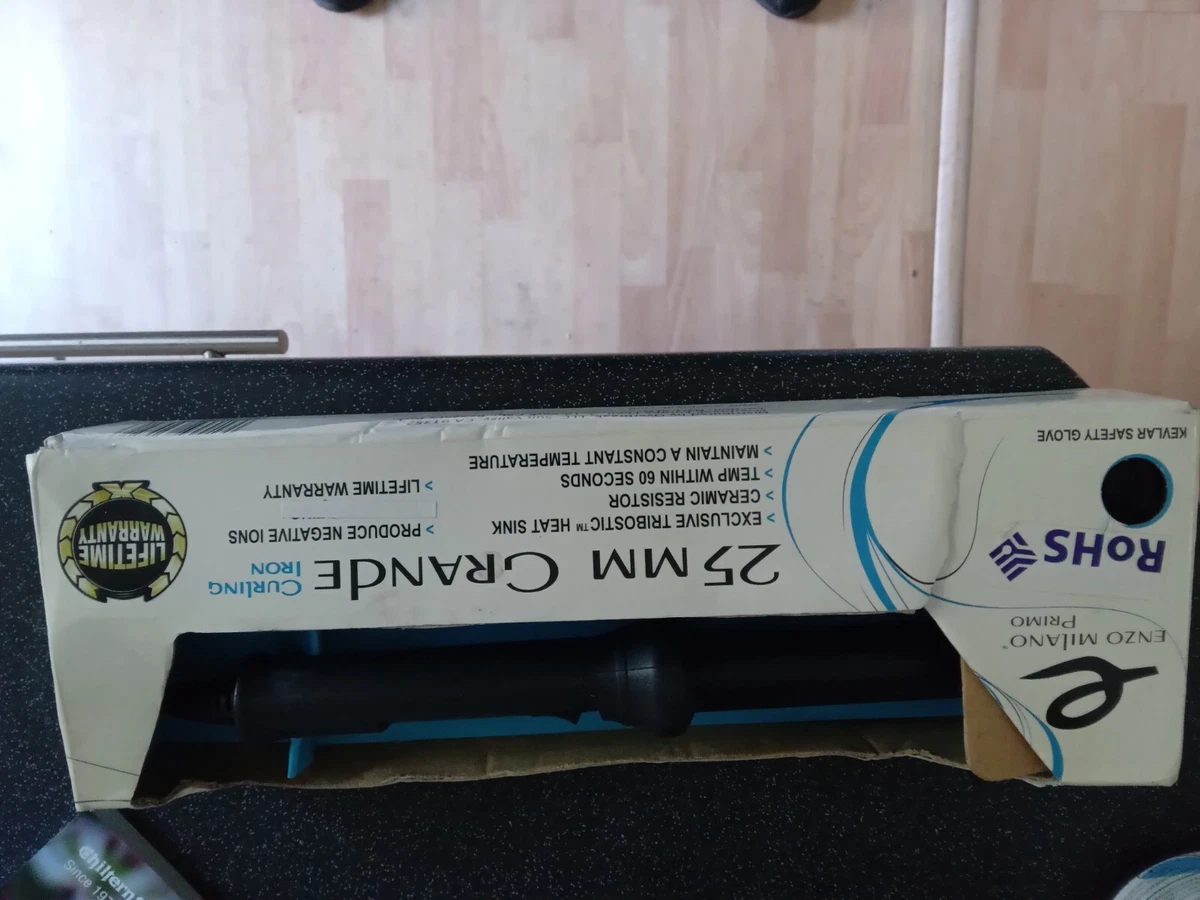 ENZO MILANO
PRIMO
RoHS
KEVLAR SAFETY GLOVE
25 MM GRANDE
CURLING
IRON
> EXCLUSIVE TRIBOSTIC™ HEAT SINK
> CERAMIC RESISTOR
> TEMP WITHIN 60 SECONDS
> MAINTAIN A CONSTANT TEMPERATURE
> PRODUCE NEGATIVE IONS
> LIFETIME WARRANTY
LIFETIME
WARRANTY
Since